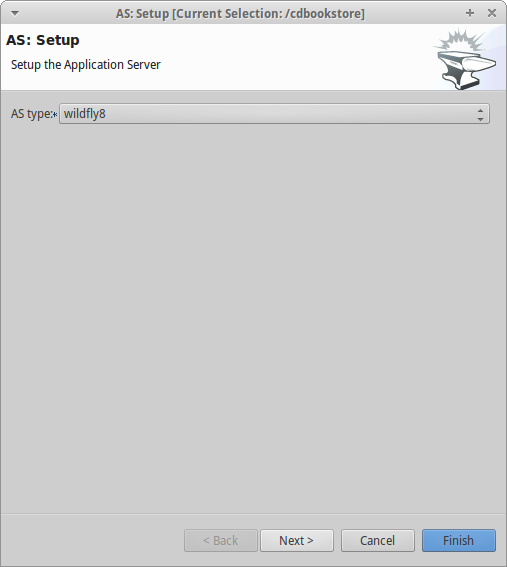 AS: Setup [Current Selection: /cdbookstore]
AS: Setup
Setup the Application Server
AS type:* wildfly8
< Back Next > Cancel Finish